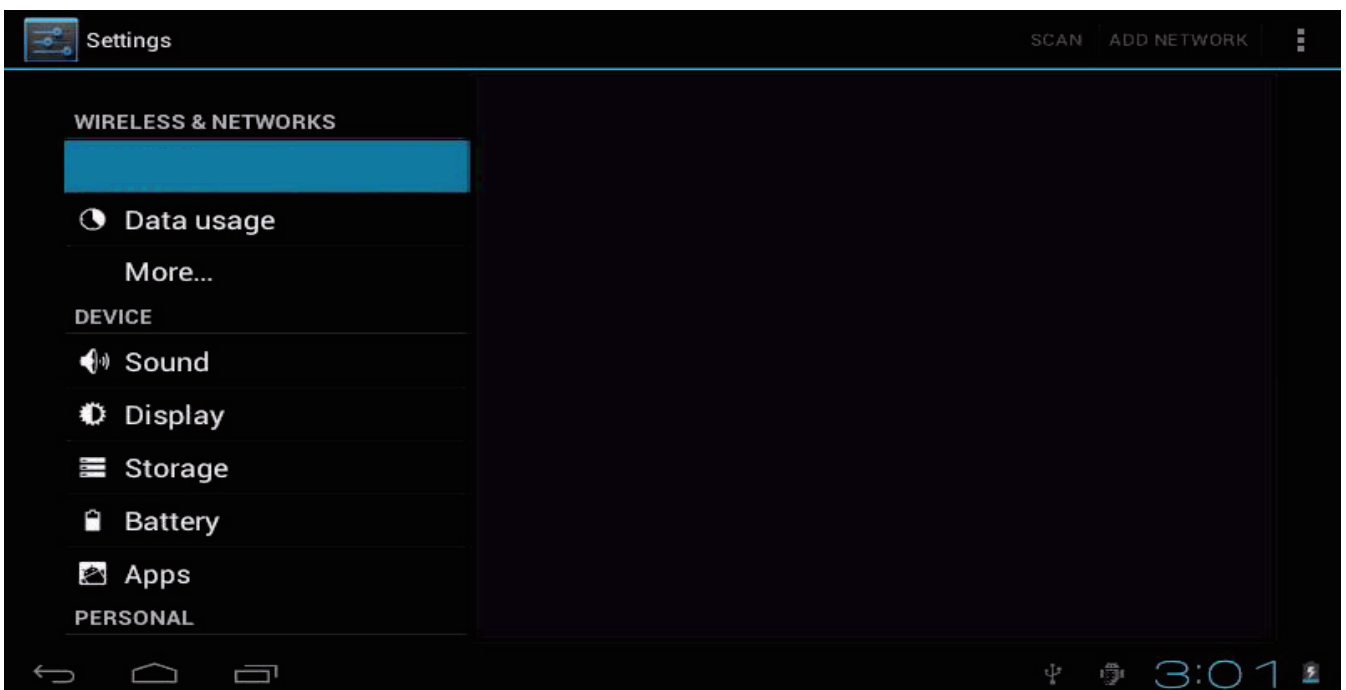 Settings SCAN ADD NETWORK
WIRELESS & NETWORKS
Data usage
More...
DEVICE
Sound
Display
Storage
Battery
Apps
PERSONAL
3:01